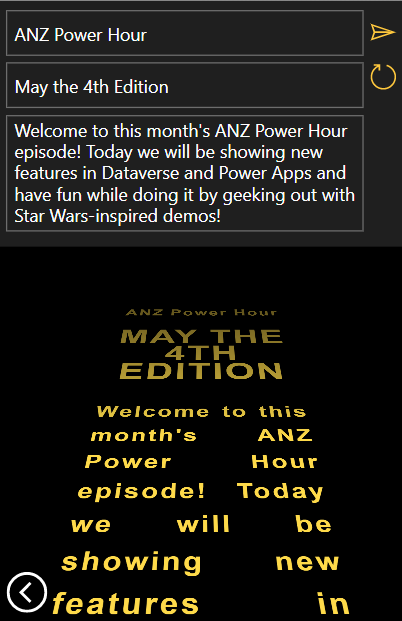 ANZ Power Hour
May the 4th Edition
Welcome to this month's ANZ Power Hour
episode! Today we will be showing new
features in Dataverse and Power Apps and
have fun while doing it by geeking out with
Star Wars-inspired demos!
ANZ Power Hour
MAY THE
4TH
EDITION
Welcome to this
month's ANZ
Power Hour
episode! Today
we will be
showing new
features in